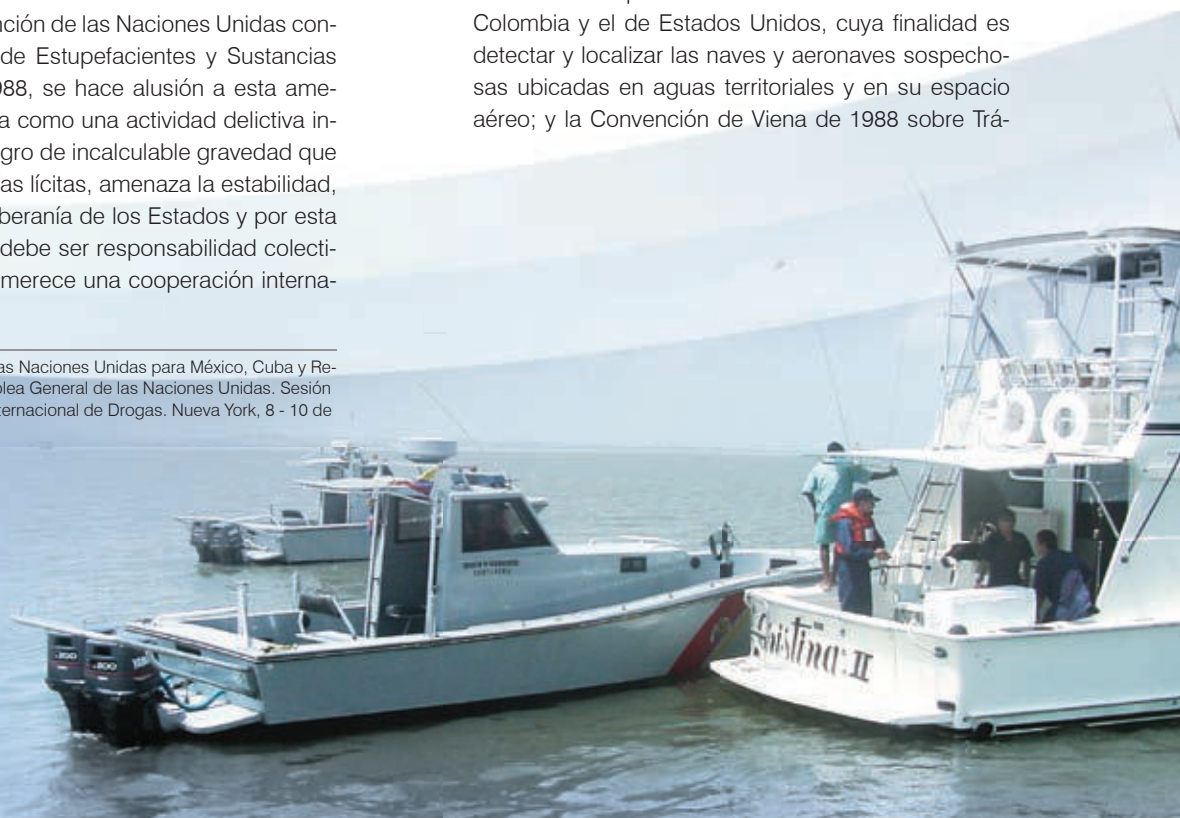 nción de las Naciones Unidas con-
de Estupefacientes y Sustancias
988, se hace alusión a esta ame-
a como una actividad delictiva in-
gro de incalculable gravedad que
as lícitas, amenaza la estabilidad,
beranía de los Estados y por esta
debe ser responsabilidad colecti-
merece una cooperación interna-
as Naciones Unidas para México, Cuba y Re-
blea General de las Naciones Unidas. Sesión
ternacional de Drogas. Nueva York, 8 - 10 de
Colombia y el de Estados Unidos, cuya finalidad es
detectar y localizar las naves y aeronaves sospecho-
sas ubicadas en aguas territoriales y en su espacio
aéreo; y la Convención de Viena de 1988 sobre Trá-
200
200
Christina II